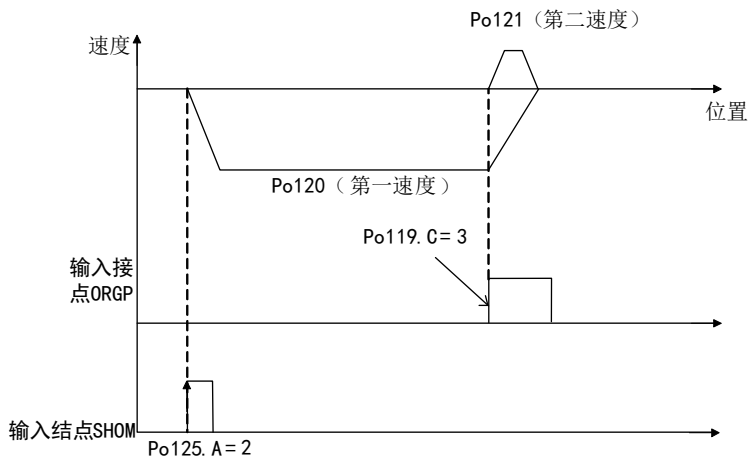 Po121（第二速度）
速度
位置
Po120（第一速度）
Po119.C=3
输入接
点ORGP
输入结点SHOM
Po125.A=2